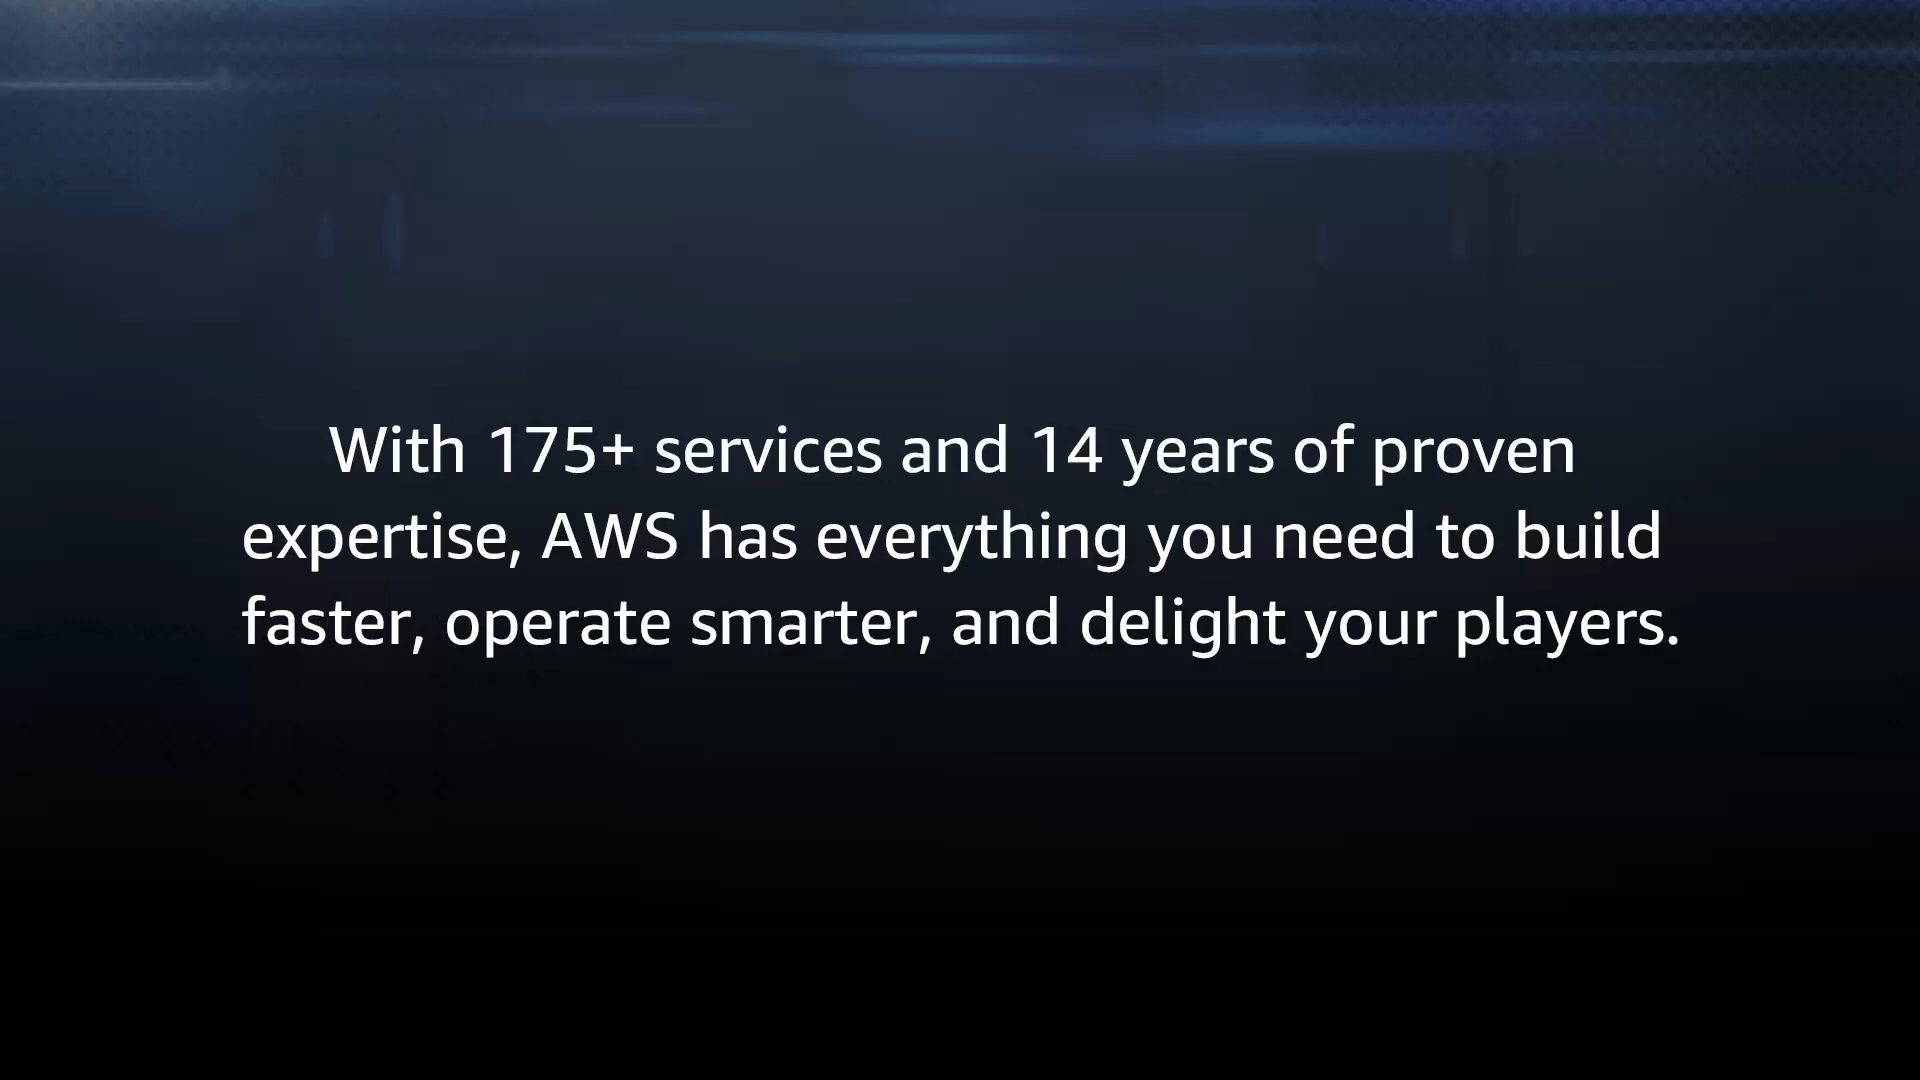 With 175+ services and 14 years of proven
expertise, AWS has everything you need to build
faster, operate smarter, and delight your players.